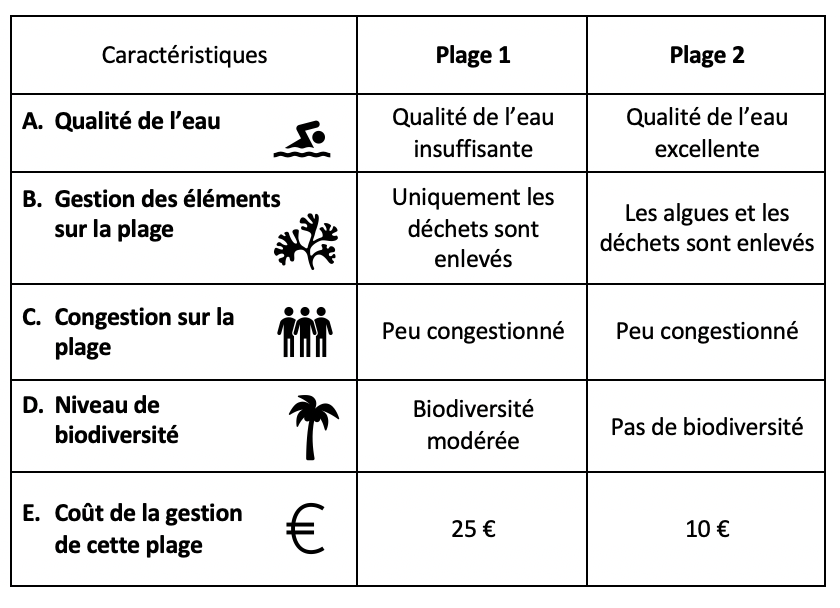 Caractéristiques
Plage 1
Plage 2
A. Qualité de l’eau
Qualité de l’eau
insuffisante
Qualité de l’eau
excellente
B. Gestion des éléments
sur la plage
Uniquement les
déchets sont
enlevés
Les algues et les
déchets sont enlevés
C. Congestion sur la
plage
Peu congestionné
Peu congestionné
D. Niveau de
biodiversité
Biodiversité
modérée
Pas de biodiversité
E. Coût de la gestion
de cette plage
€
25 €
10 €